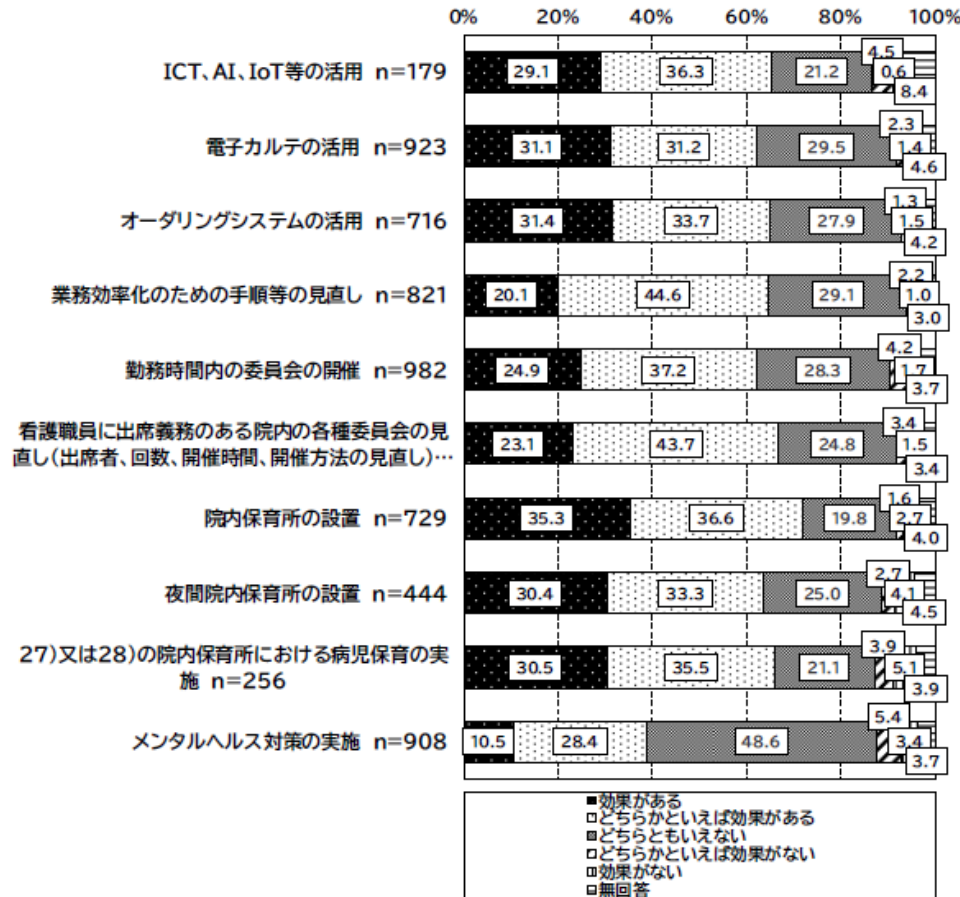 0% 20% 40% 60% 80% 100%
ICT、AI、IoT等の活用 n=179
29.1 36.3 21.2 4.5 0.6 8.4
電子カルテの活用 n=923
31.1 31.2 29.5 2.3 1.4 4.6
オーダリングシステムの活用 n=716
31.4 33.7 27.9 1.3 1.5 4.2
業務効率化のための手順等の見直し n=821
20.1 44.6 29.1 2.2 1.0 3.0
勤務時間内の委員会の開催 n=982
24.9 37.2 28.3 4.2 1.7 3.7
看護職員に出席義務のある院内の各種委員会の見
直し(出席者、回数、開催時間、開催方法の見直し)…
23.1 43.7 24.8 3.4 1.5 3.4
院内保育所の設置 n=729
35.3 36.6 19.8 1.6 2.7 4.0
夜間院内保育所の設置 n=444
30.4 33.3 25.0 2.7 4.1 4.5
27)又は28)の院内保育所における病児保育の実
施 n=256
30.5 35.5 21.1 3.9 5.1 3.9
メンタルヘルス対策の実施 n=908
10.5 28.4 48.6 5.4 3.4 3.7
効果がある
どちらかといえば効果がある
どちらともいえない
どちらかといえば効果がない
効果がない
無回答